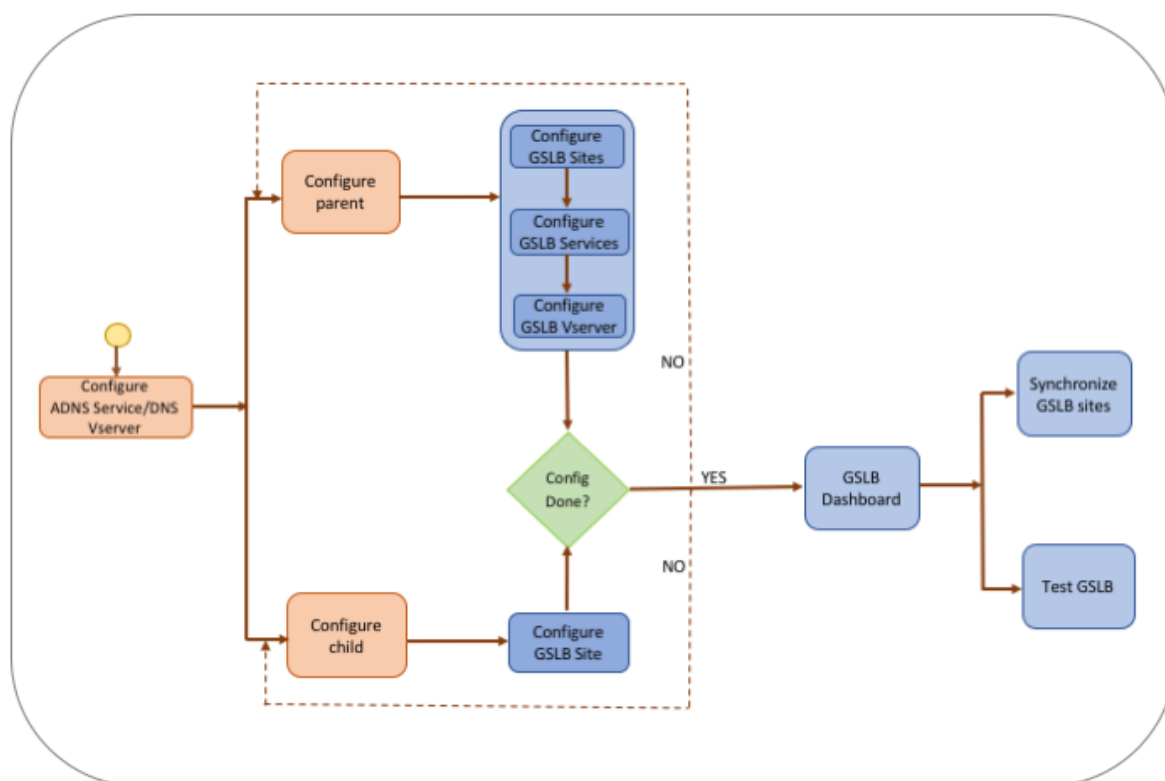 Configure
GSLB Sites
Configure
parent
Configure
GSLB Services
Configure
GSLB Vserver
Configure
ADNS Service/DNS
Vserver
NO
Synchronize
GSLB sites
Config
Done?
YES
GSLB
Dashboard
NO
Test GSLB
Configure
child
Configure
GSLB Site